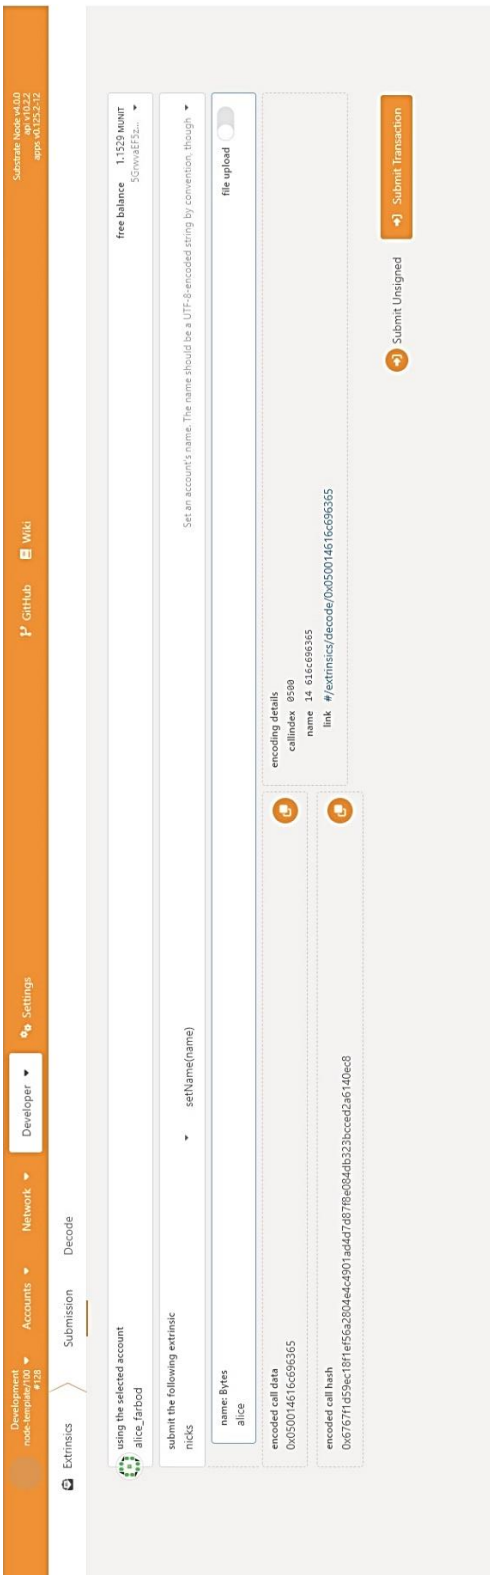 Development
node-template/100
#128
Accounts
Network
Developer
Settings
GitHub
Wiki
Substrate Node v4.0.0
api v10.2.2
apps v0.125.2-12
Extrinsics
Submission
Decode
using the selected account
alice_farbod
free balance 1.1529 MUNIT
5GrwvaEF5z...
submit the following extrinsic
nicks
setName(name)
Set an account's name. The name should be a UTF-8-encoded string by convention, though
name: Bytes
alice
file upload
encoded call data
0x050014616c696365
encoded call hash
0x6767f1d59ec18f1ef56a2804e4c4901ad4d7d87f8e084db323bcced2a6140ec8
encoding details
callindex 0500
name 14 616c696365
link #/extrinsics/decode/0x050014616c696365
Submit Unsigned
Submit Transaction